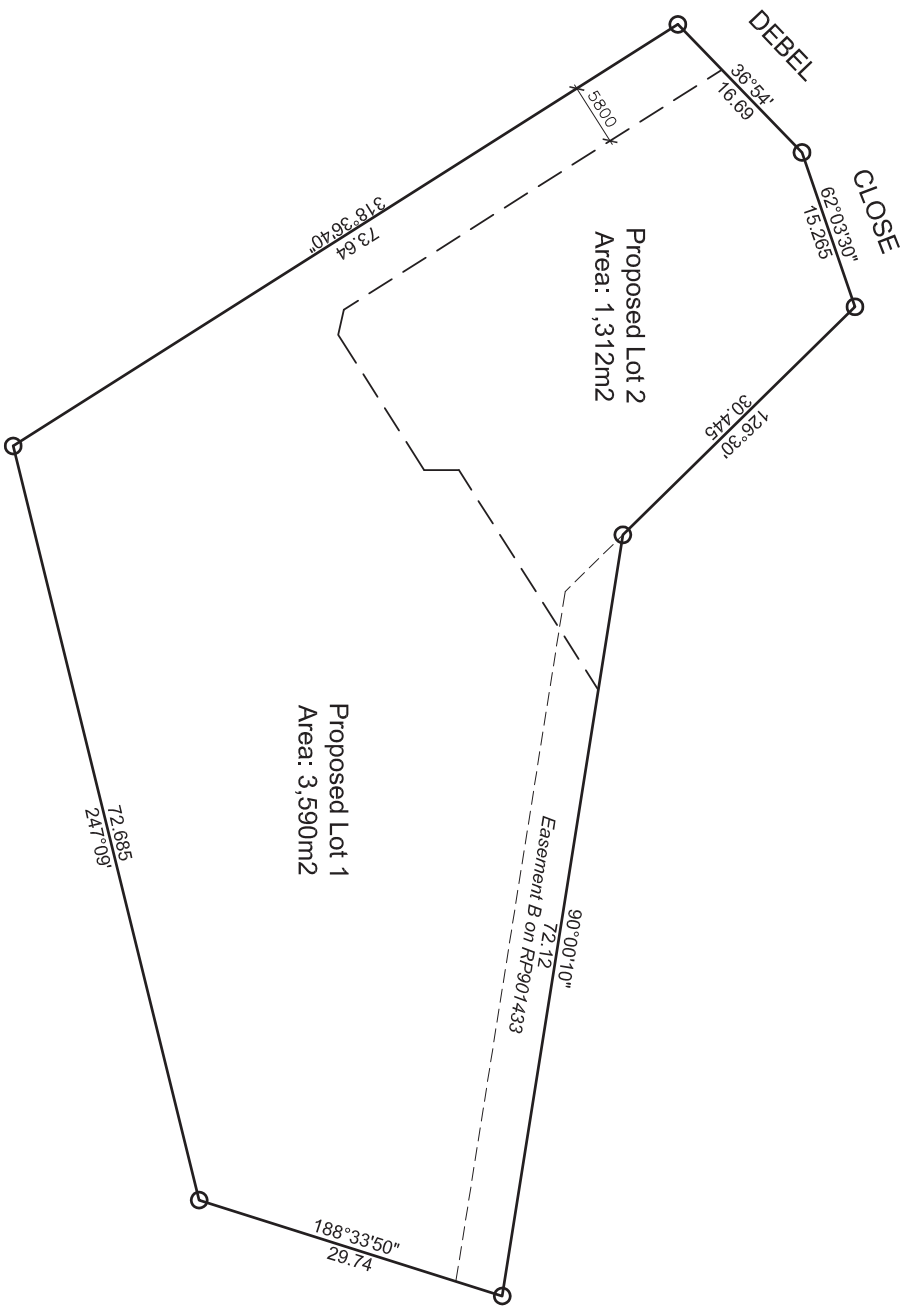 DEBEL
CLOSE
36°54'
16.69
62°03'30"
15.265
5800
Proposed Lot 2
Area: 1,312m2
126°30'
30.445
318°36'40"
73.64
Proposed Lot 1
Area: 3,590m2
90°00'10"
72.12
Easement B on RP901433
72.685
247°09'
188°33'50"
29.74